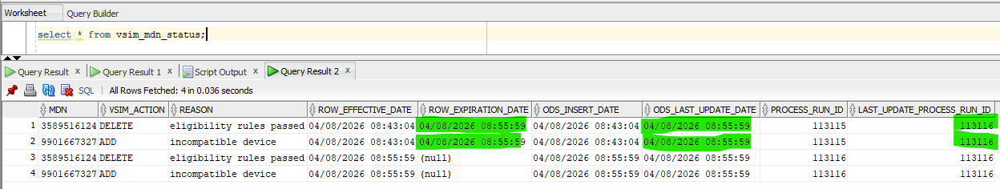 Worksheet Query Builder
select * from vsim_mdn_status;
Query Result x Query Result 1 x Script Output x Query Result 2 x
SQL | All Rows Fetched: 4 in 0.036 seconds
MDN VSIM_ACTION REASON ROW_EFFECTIVE_DATE ROW_EXPIRATION_DATE ODS_INSERT_DATE ODS_LAST_UPDATE_DATE PROCESS_RUN_ID LAST_UPDATE_PROCESS_RUN_ID
1 3589516124 DELETE eligibility rules passed 04/08/2026 08:43:04 04/08/2026 08:55:59 04/08/2026 08:43:04 04/08/2026 08:55:59 113115 113116
2 9901667327 ADD incompatible device 04/08/2026 08:43:04 04/08/2026 08:55:59 04/08/2026 08:43:04 04/08/2026 08:55:59 113115 113116
3 3589516124 DELETE eligibility rules passed 04/08/2026 08:55:59 (null) 04/08/2026 08:55:59 04/08/2026 08:55:59 113116 113116
4 9901667327 ADD incompatible device 04/08/2026 08:55:59 (null) 04/08/2026 08:55:59 04/08/2026 08:55:59 113116 113116